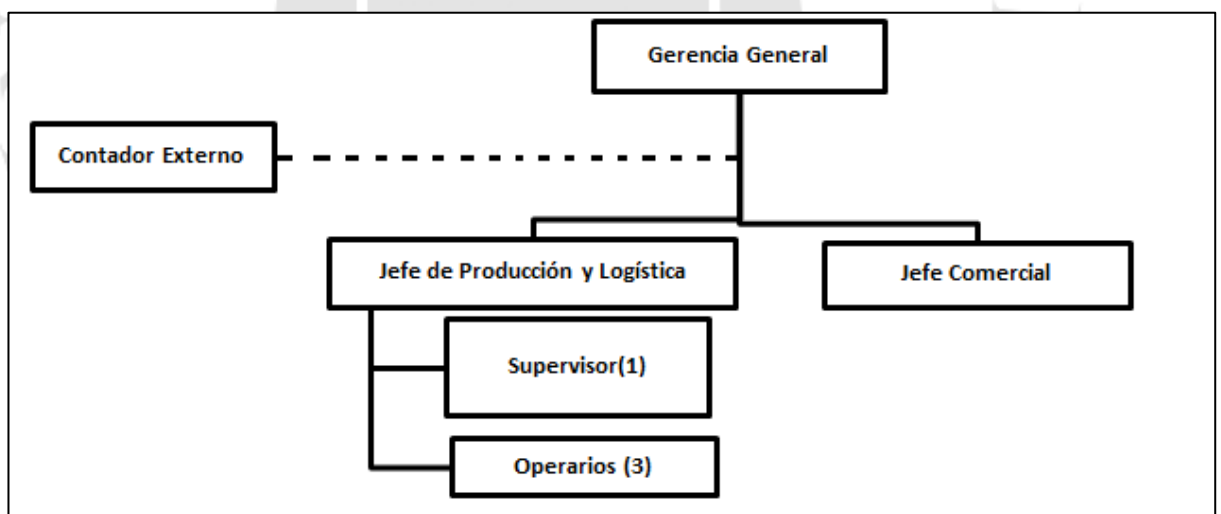 Gerencia General
Contador Externo
Jefe de Producción y Logística
Jefe Comercial
Supervisor(1)
Operarios (3)